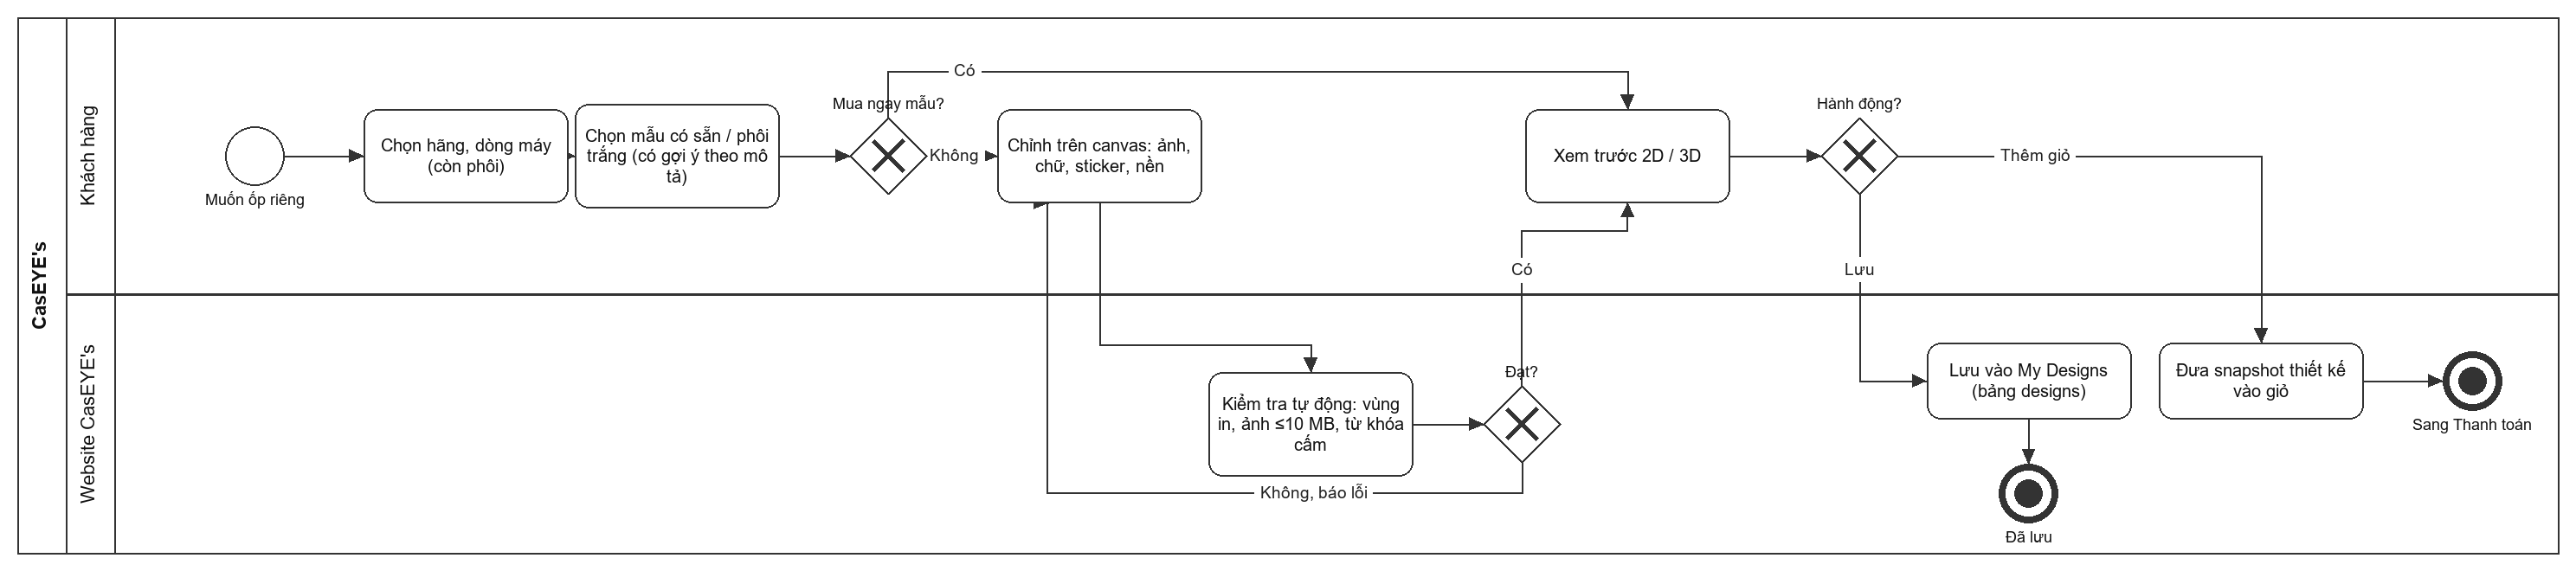 CasEYE's
Khách hàng
Website CasEYE's
Muốn ốp riêng
Chọn hãng, dòng máy
(còn phôi)
Chọn mẫu có sẵn / phôi
trắng (có gợi ý theo mô
tả)
Mua ngay mẫu?
Có
Không
Chỉnh trên canvas: ảnh,
chữ, sticker, nền
Kiểm tra tự động: vùng
in, ảnh ≤10 MB, từ khóa
cấm
Đạt?
Có
Không, báo lỗi
Xem trước 2D / 3D
Hành động?
Thêm giỏ
Lưu
Lưu vào My Designs
(bảng designs)
Đã lưu
Đưa snapshot thiết kế
vào giỏ
Sang Thanh toán